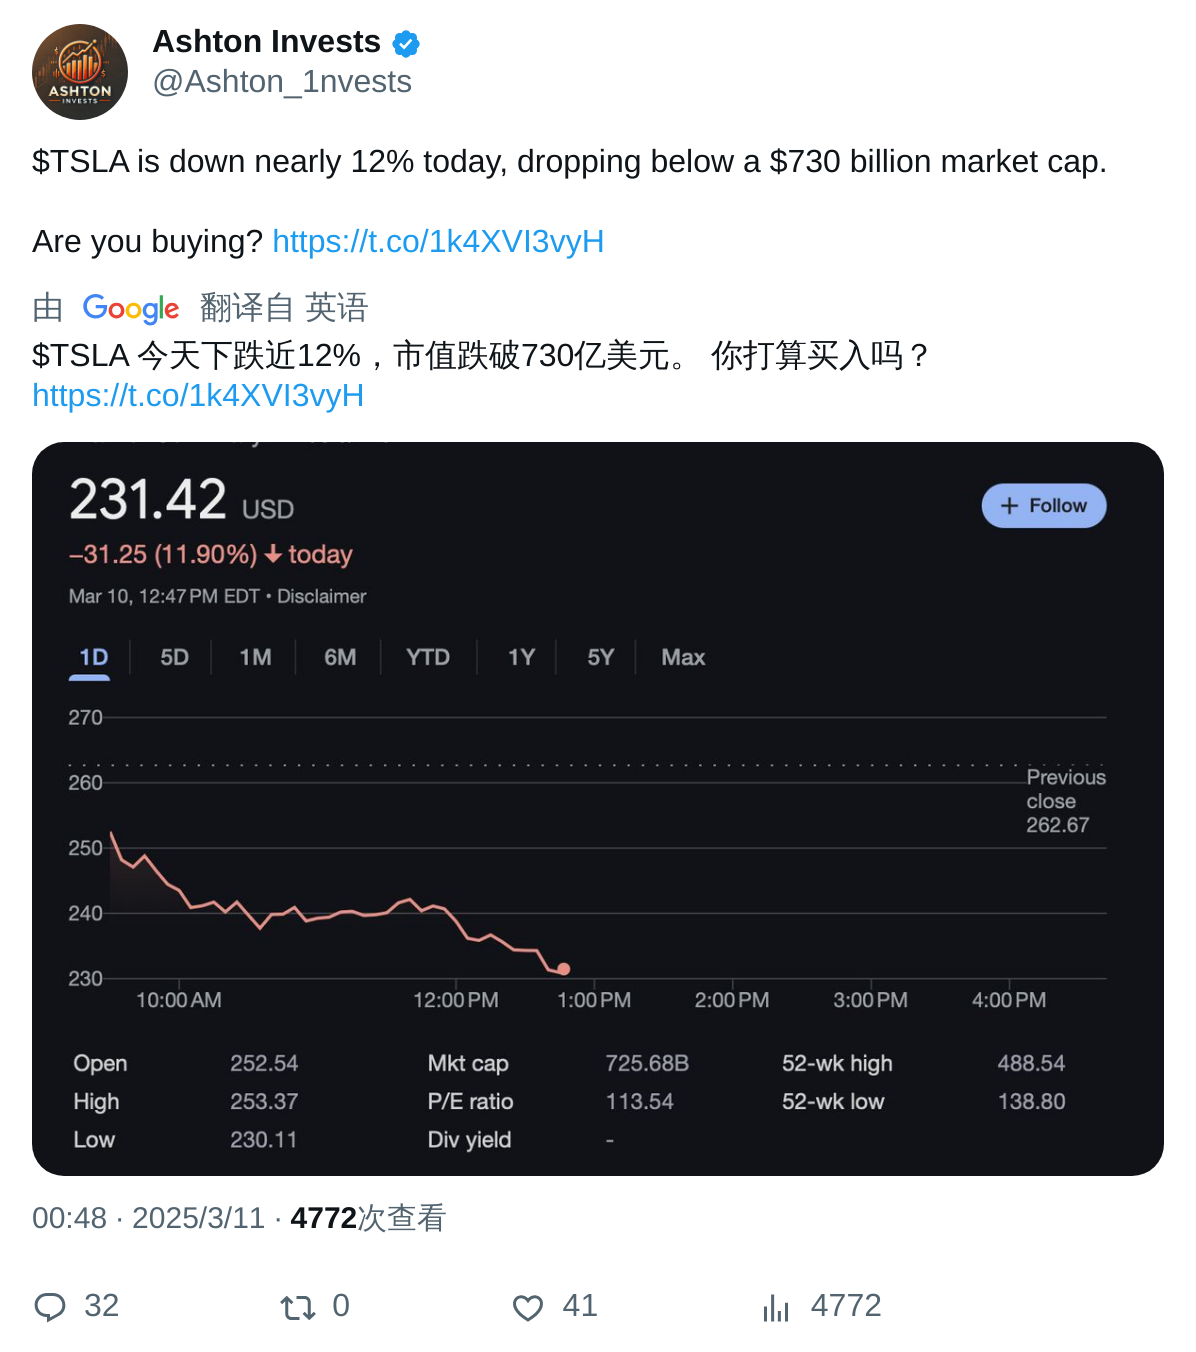 Ashton Invests
@Ashton_1nvests
ASHTON
INVESTS
$TSLA is down nearly 12% today, dropping below a $730 billion market cap.
Are you buying? https://t.co/1k4XVI3vyH
由 Google 翻译自 英语
$TSLA 今天下跌近12%，市值跌破730亿美元。 你打算买入吗？
https://t.co/1k4XVI3vyH
231.42 USD
+ Follow
−31.25 (11.90%) ↓ today
Mar 10, 12:47 PM EDT • Disclaimer
1D 5D 1M 6M YTD 1Y 5Y Max
270
260
Previous
close
262.67
250
240
230
10:00 AM 12:00 PM 1:00 PM 2:00 PM 3:00 PM 4:00 PM
Open 252.54 Mkt cap 725.68B 52-wk high 488.54
High 253.37 P/E ratio 113.54 52-wk low 138.80
Low 230.11 Div yield -
00:48 · 2025/3/11 · 4772次查看
32 0 41 4772